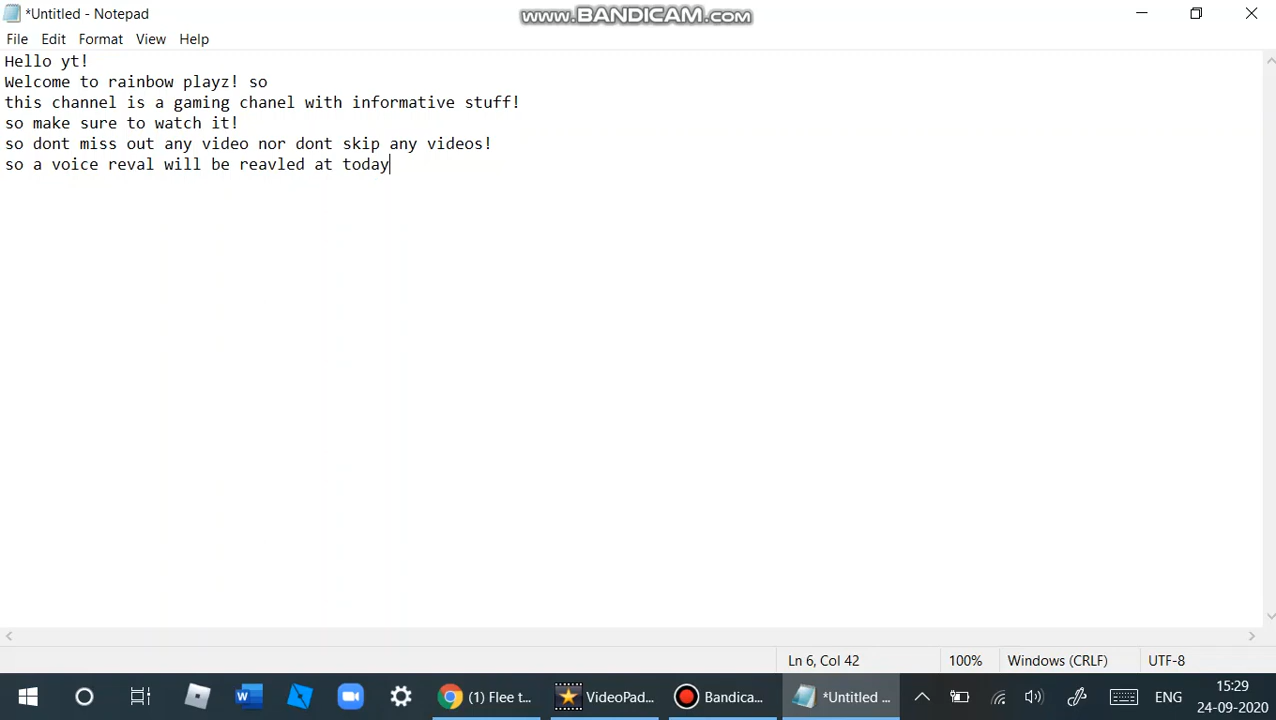 *Untitled - Notepad
www.BANDICAM.com
File Edit Format View Help
Hello yt!
Welcome to rainbow playz! so
this channel is a gaming chanel with informative stuff!
so make sure to watch it!
so dont miss out any video nor dont skip any videos!
so a voice reval will be reavled at today
Ln 6, Col 42 100% Windows (CRLF) UTF-8
(1) Flee t... VideoPad... Bandica... *Untitled ... ENG 15:29
24-09-2020